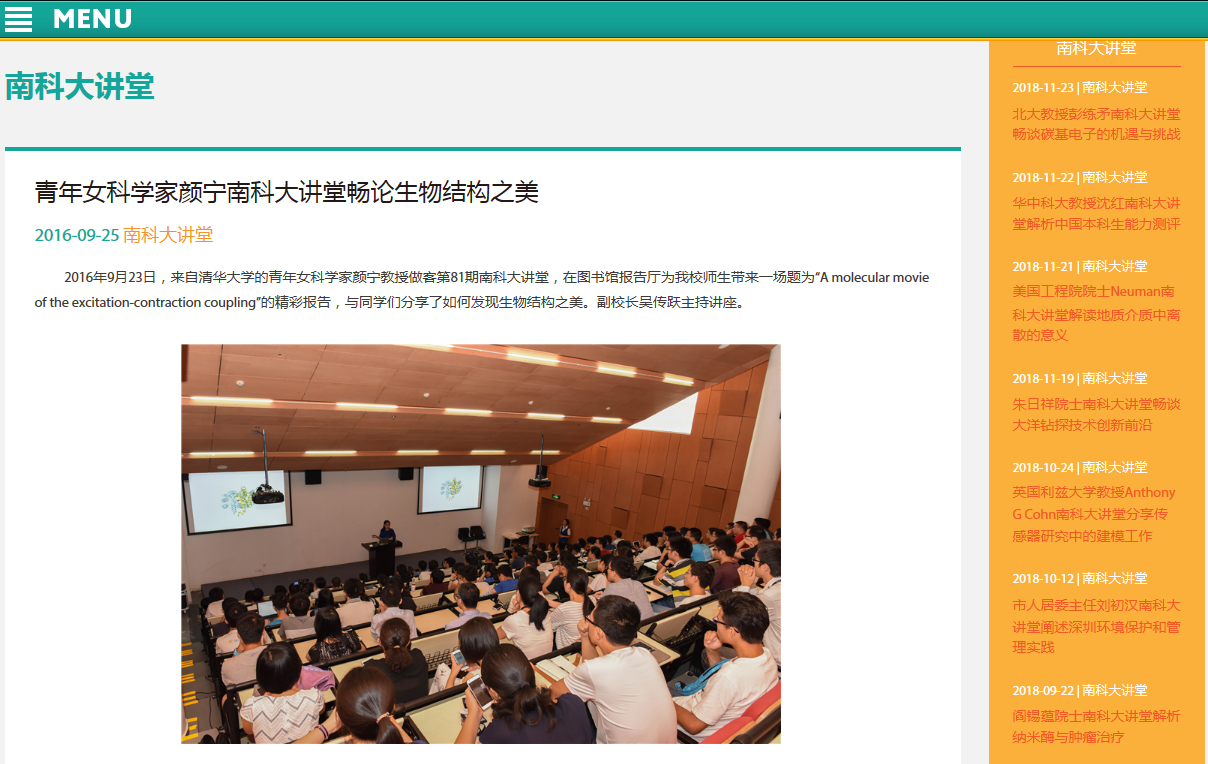 MENU
南科大讲堂
青年女科学家颜宁南科大讲堂畅论生物结构之美
2016-09-25 南科大讲堂
2016年9月23日，来自清华大学的青年女科学家颜宁教授做客第81期南科大讲堂，在图书馆报告厅为我校师生带来一场题为“A molecular movie
of the excitation-contraction coupling”的精彩报告，与同学们分享了如何发现生物结构之美。副校长吴传跃主持讲座。
南科大讲堂
2018-11-23 | 南科大讲堂
北大教授彭练矛南科大讲堂
畅谈碳基电子的机遇与挑战
2018-11-22 | 南科大讲堂
华中科大教授沈红南科大讲
堂解析中国本科生能力测评
2018-11-21 | 南科大讲堂
美国工程院院士Neuman南
科大讲堂解读地质介质中离
散的意义
2018-11-19 | 南科大讲堂
朱日祥院士南科大讲堂畅谈
大洋钻探技术创新前沿
2018-10-24 | 南科大讲堂
英国利兹大学教授Anthony
G Cohn南科大讲堂分享传
感器研究中的建模工作
2018-10-12 | 南科大讲堂
市人居委主任刘初汉南科大
讲堂阐述深圳环境保护和管
理实践
2018-09-22 | 南科大讲堂
阎锡蕴院士南科大讲堂解析
纳米酶与肿瘤治疗